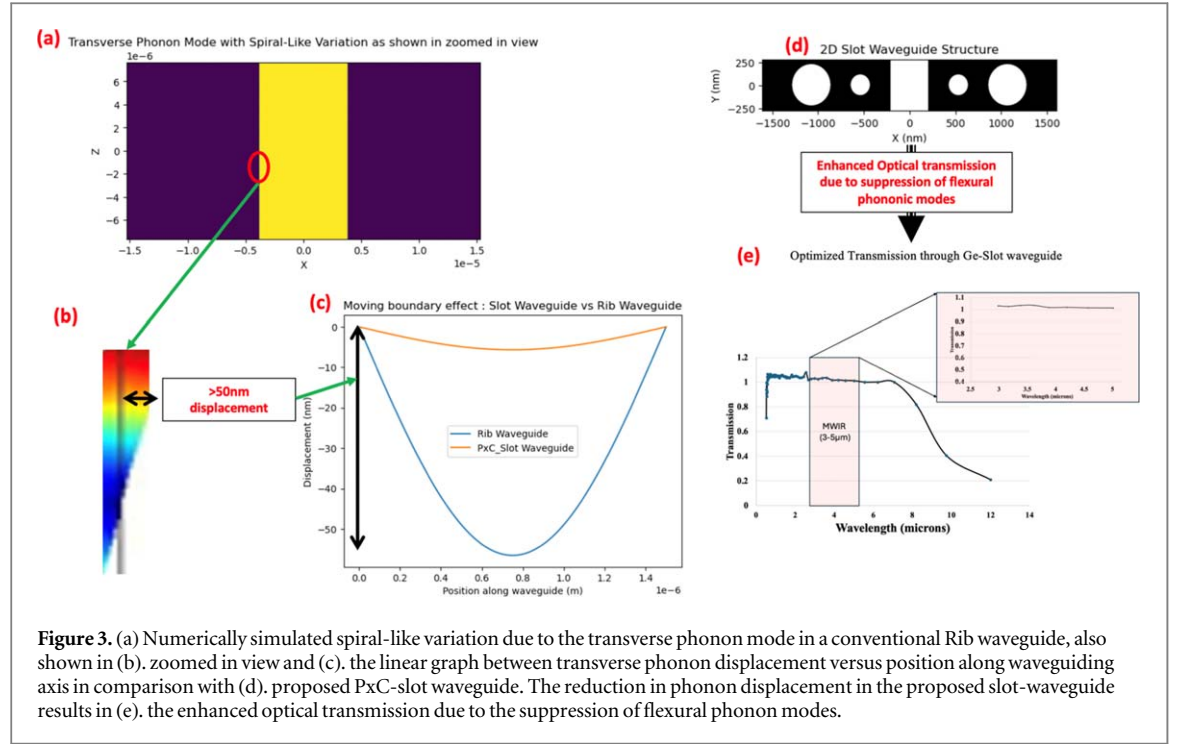 (a) Transverse Phonon Mode with Spiral-Like Variation as shown in zoomed in view
1e−6
6
4
2
0
−2
−4
−6
Z
−1.5 −1.0 −0.5 0.0 0.5 1.0 1.5
X
1e−5
(d) 2D Slot Waveguide Structure
250
0
−250
Y (nm)
−1500 −1000 −500 0 500 1000 1500
X (nm)
Enhanced Optical transmission
due to suppression of flexural
phononic modes
(b)
>50nm
displacement
(c) Moving boundary effect : Slot Waveguide vs Rib Waveguide
0
−10
−20
−30
−40
−50
Displacement (nm)
Rib Waveguide
PxC_Slot Waveguide
0.0 0.2 0.4 0.6 0.8 1.0 1.2 1.4
1e−6
Position along waveguide (m)
(e) Optimized Transmission through Ge-Slot waveguide
1.1
1
0.9
0.8
0.7
0.6
0.5
0.4
Transmission
2.5 3 3.5 4 4.5 5
Wavelength (microns)
1.2
1
0.8
0.6
0.4
0.2
0
Transmission
MWIR
(3-5μm)
0 2 4 6 8 10 12 14
Wavelength (microns)
Figure 3. (a) Numerically simulated spiral-like variation due to the transverse phonon mode in a conventional Rib waveguide, also
shown in (b). zoomed in view and (c). the linear graph between transverse phonon displacement versus position along waveguiding
axis in comparison with (d). proposed PxC-slot waveguide. The reduction in phonon displacement in the proposed slot-waveguide
results in (e). the enhanced optical transmission due to the suppression of flexural phonon modes.